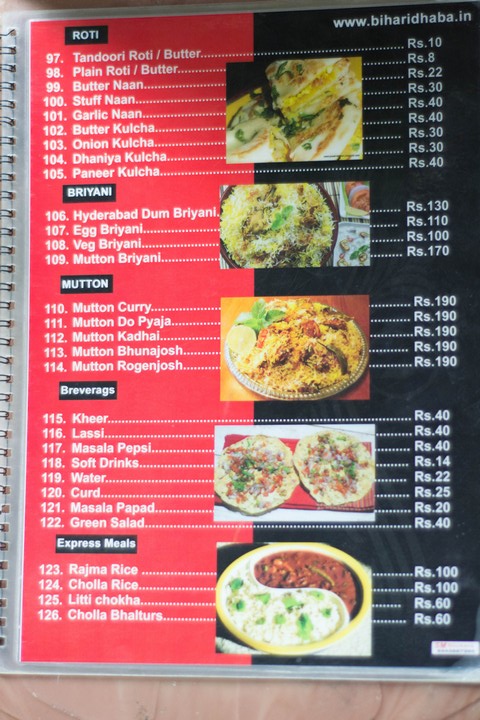 www.biharidhaba.in
ROTI
97. Tandoori Roti / Butter Rs.10
98. Plain Roti / Butter Rs.8
99. Butter Naan Rs.22
100. Stuff Naan Rs.30
101. Garlic Naan Rs.40
102. Butter Kulcha Rs.40
103. Onion Kulcha Rs.30
104. Dhaniya Kulcha Rs.30
105. Paneer Kulcha Rs.40
BRIYANI
106. Hyderabad Dum Briyani Rs.130
107. Egg Briyani Rs.110
108. Veg Briyani Rs.100
109. Mutton Briyani Rs.170
MUTTON
110. Mutton Curry Rs.190
111. Mutton Do Pyaja Rs.190
112. Mutton Kadhai Rs.190
113. Mutton Bhunajosh Rs.190
114. Mutton Rogenjosh Rs.190
Breverags
115. Kheer Rs.40
116. Lassi Rs.40
117. Masala Pepsi Rs.40
118. Soft Drinks Rs.14
119. Water Rs.22
120. Curd Rs.25
121. Masala Papad Rs.20
122. Green Salad Rs.40
Express Meals
123. Rajma Rice Rs.100
124. Cholla Rice Rs.100
125. Litti chokha Rs.60
126. Cholla Bhalturs Rs.60